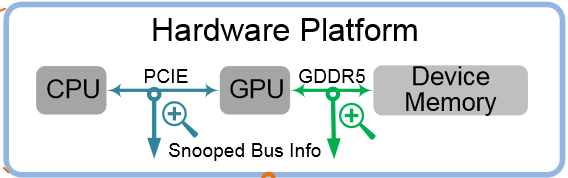 Hardware Platform
CPU
PCIE
GPU
GDDR5
Device
Memory
Snooped Bus Info